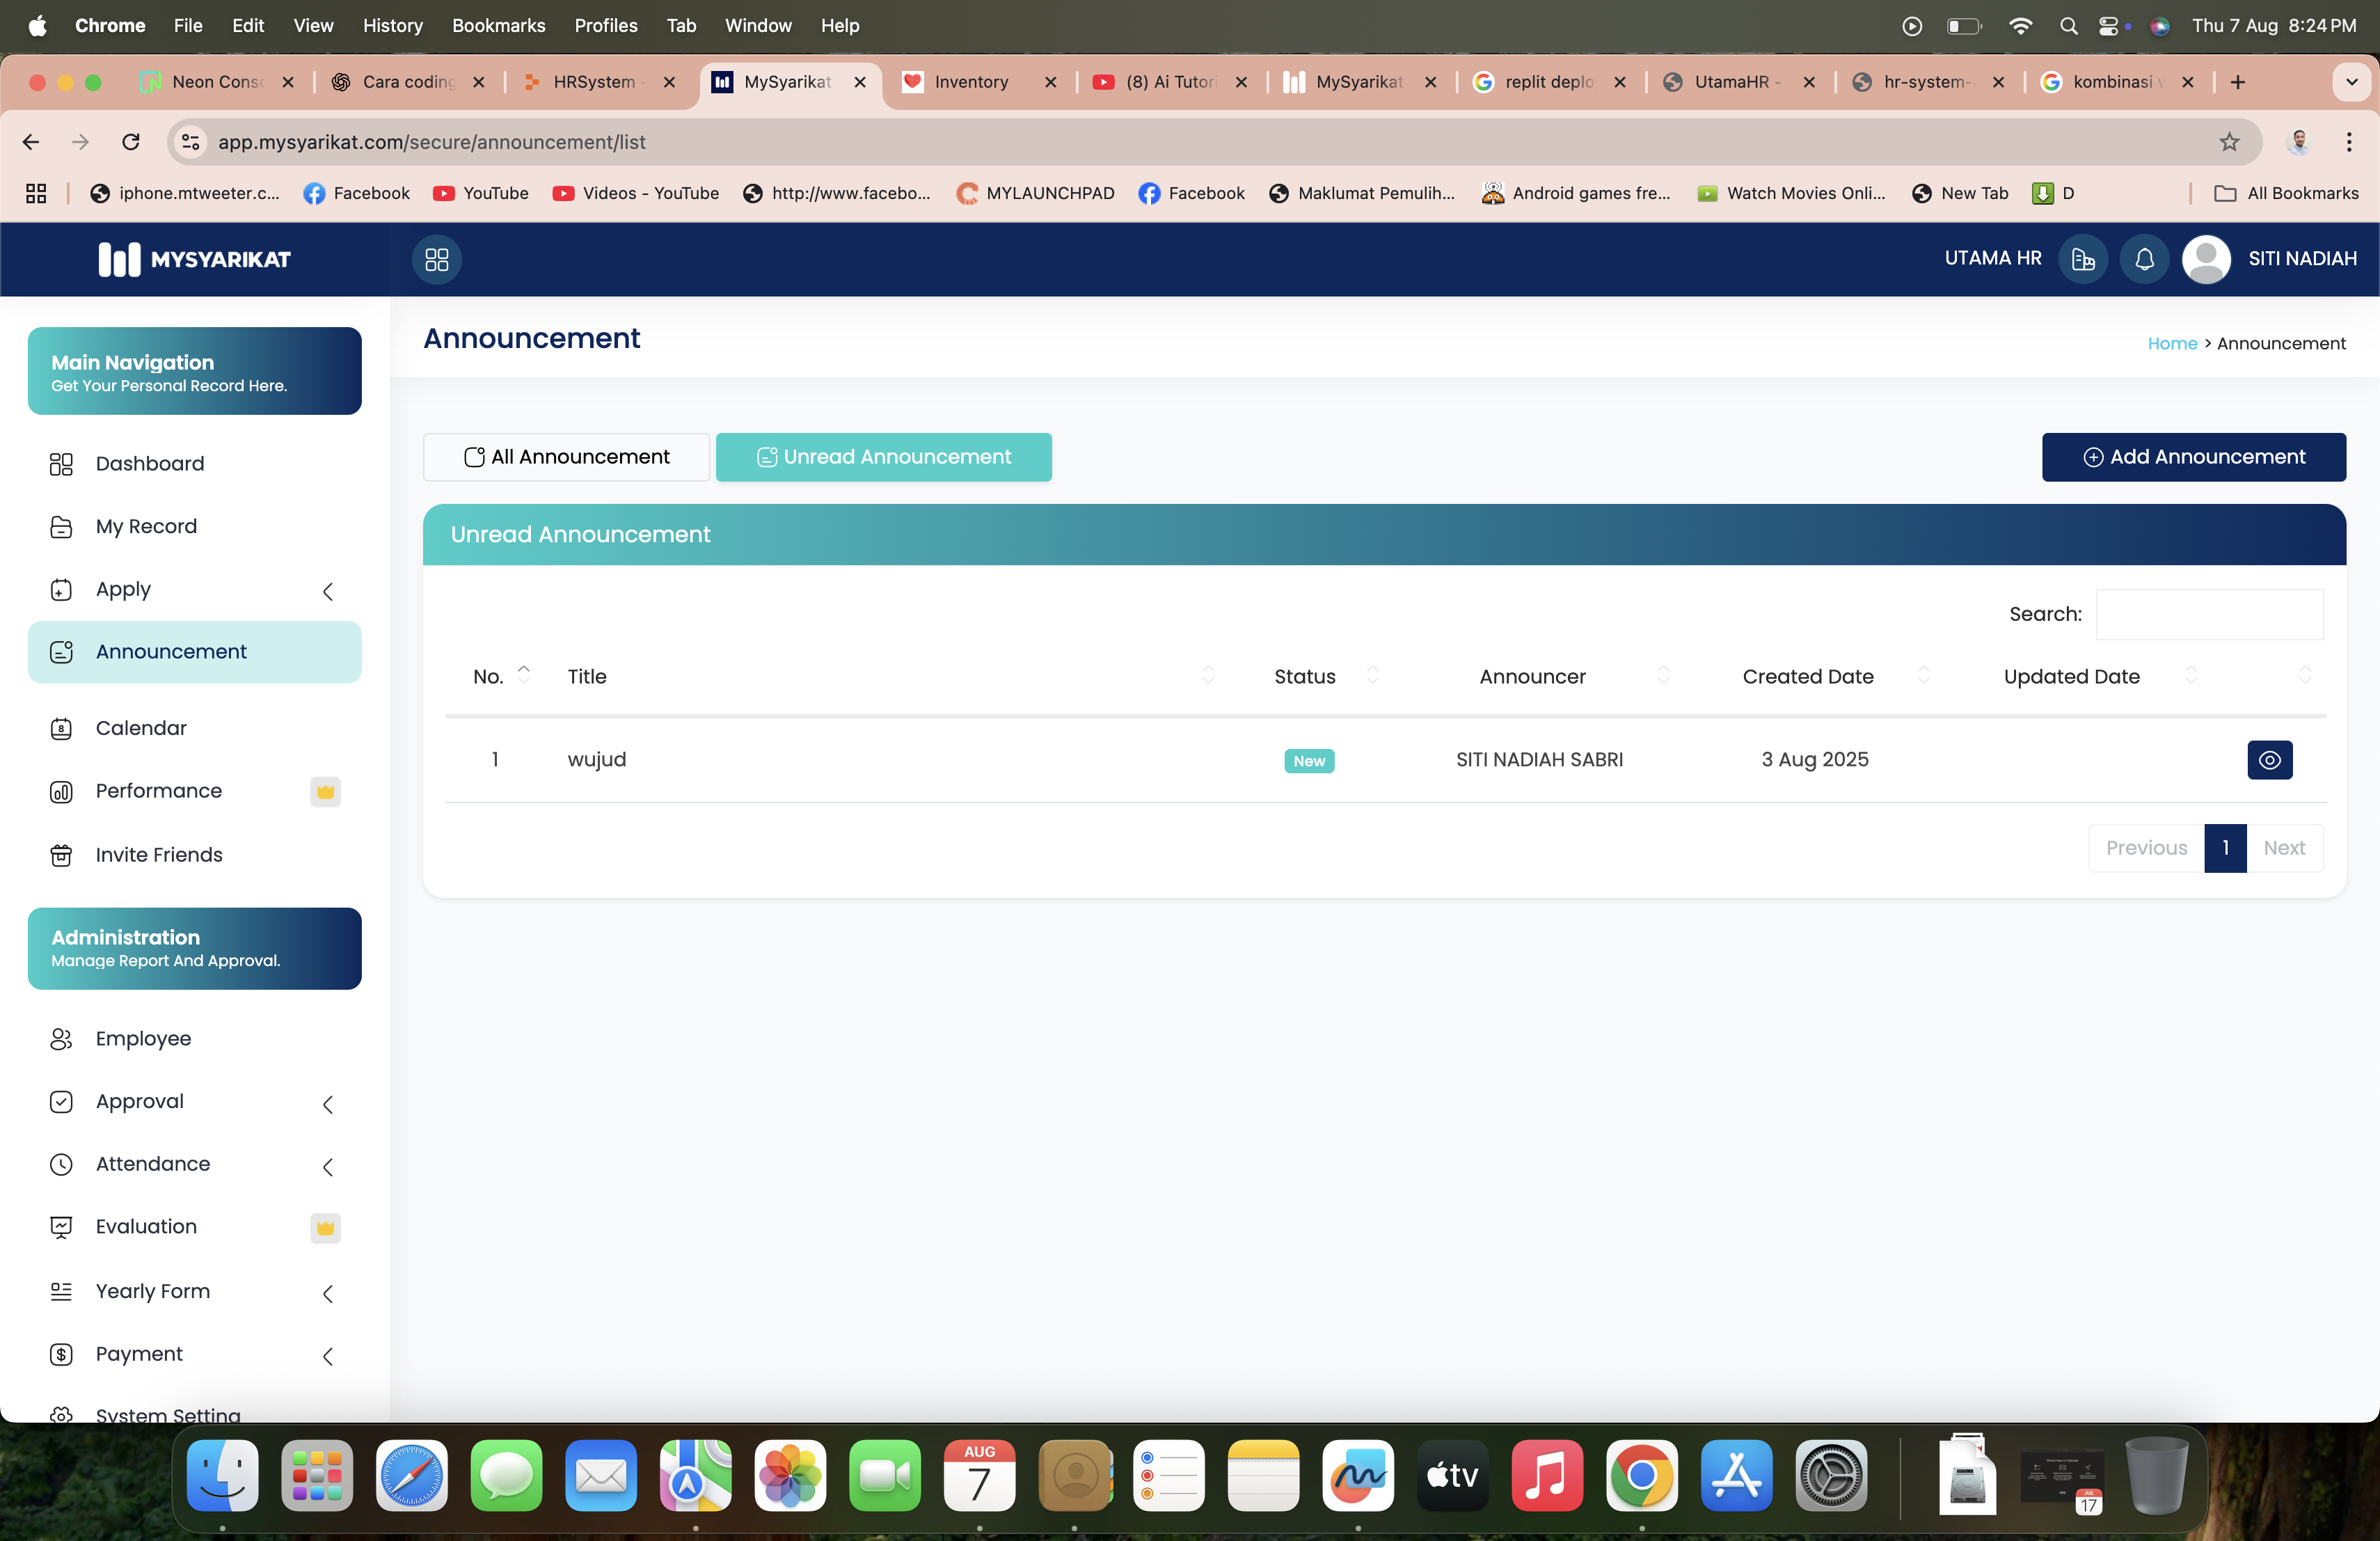 Chrome File Edit View History Bookmarks Profiles Tab Window Help Thu 7 Aug 8:24 PM
Neon Cons Cara coding HRSystem - MySyarikat Inventory (8) Ai Tutori MySyarikat replit deplo UtamaHR - hr-system- kombinasi w
app.mysyarikat.com/secure/announcement/list
iphone.mtweeter.c... Facebook YouTube Videos - YouTube http://www.facebo... MYLAUNCHPAD Facebook Maklumat Pemulih... Android games fre... Watch Movies Onli... New Tab D All Bookmarks
MYSYARIKAT UTAMA HR SITI NADIAH
Main Navigation
Get Your Personal Record Here.
Dashboard
My Record
Apply
Announcement
8 Calendar
Performance
Invite Friends
Administration
Manage Report And Approval.
Employee
Approval
Attendance
Evaluation
Yearly Form
$ Payment
System Setting
Announcement
Home > Announcement
All Announcement Unread Announcement Add Announcement
Unread Announcement
Search:
No. Title Status Announcer Created Date Updated Date
1 wujud New SITI NADIAH SABRI 3 Aug 2025
Previous 1 Next
AUG
7
tv
JUL
17